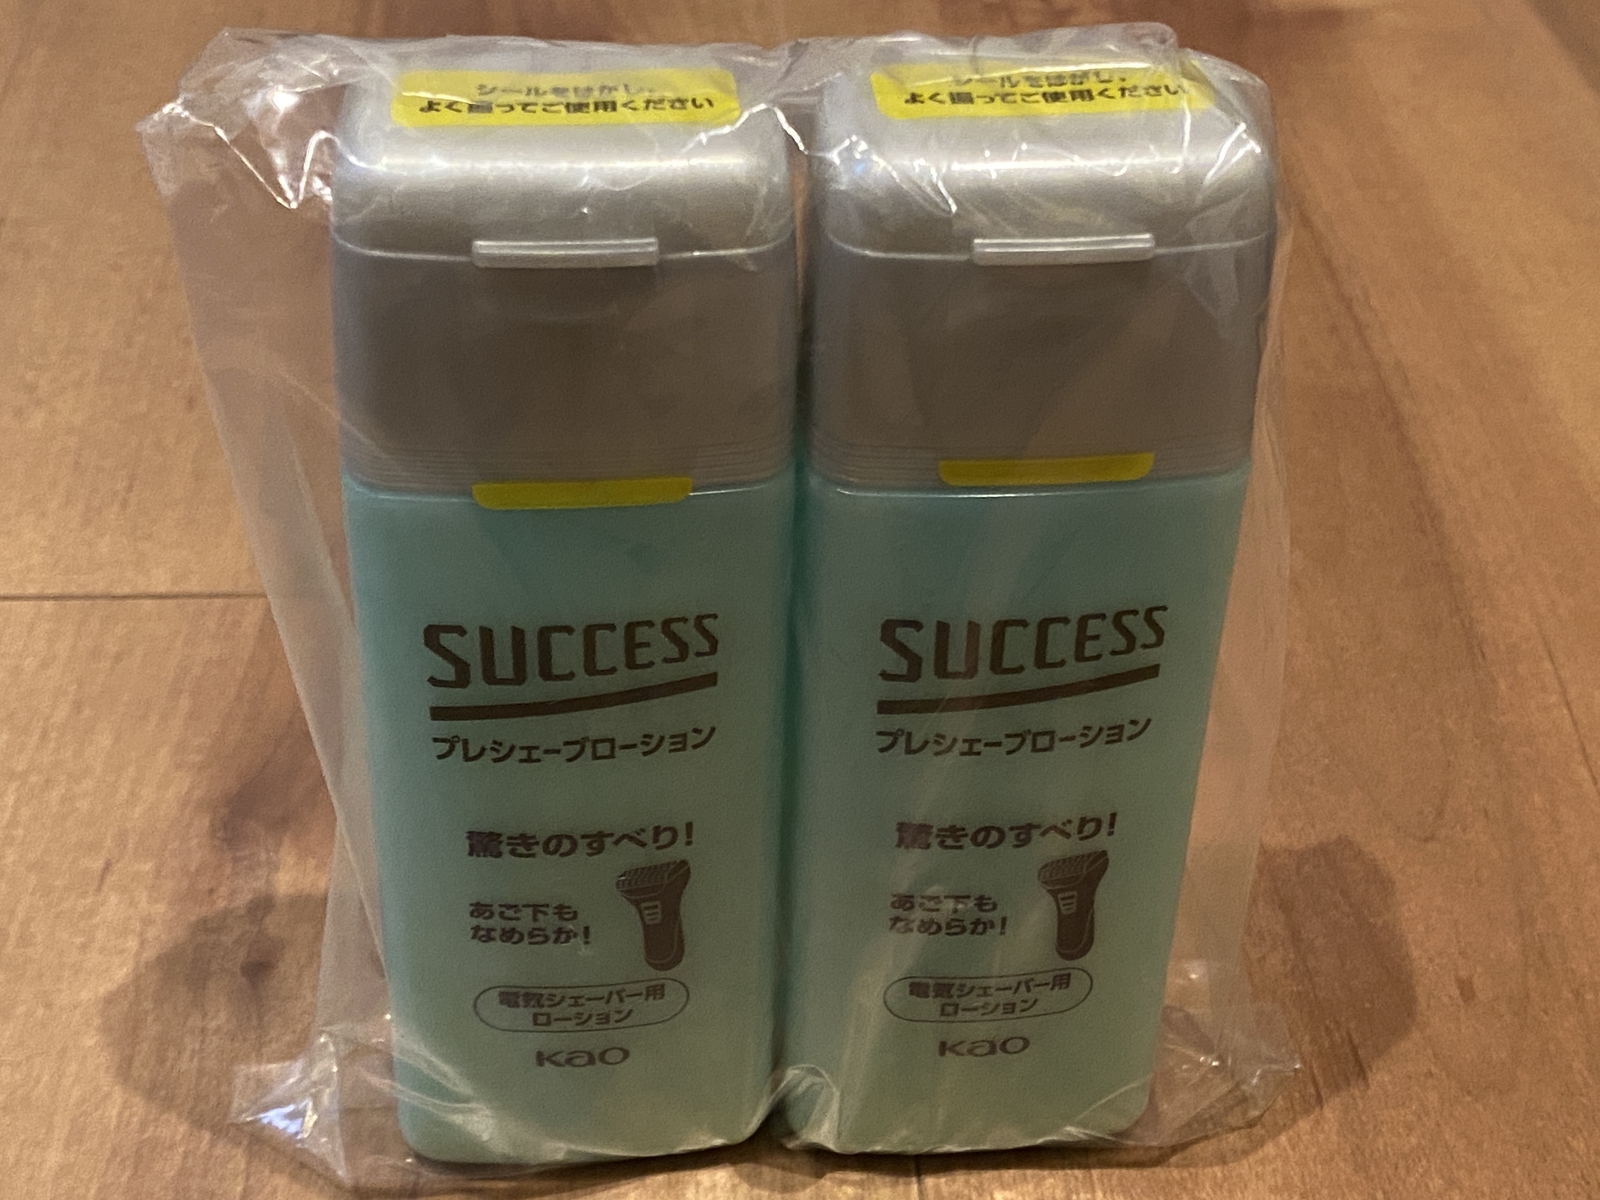 シールをはがし、
よく振ってご使用ください
SUCCESS
プレシェーブローション
驚きのすべり!
あご下も
なめらか!
電気シェーバー用
ローション
Kao
シールをはがし、
よく振ってご使用ください
SUCCESS
プレシェーブローション
驚きのすべり!
あご下も
なめらか!
電気シェーバー用
ローション
Kao